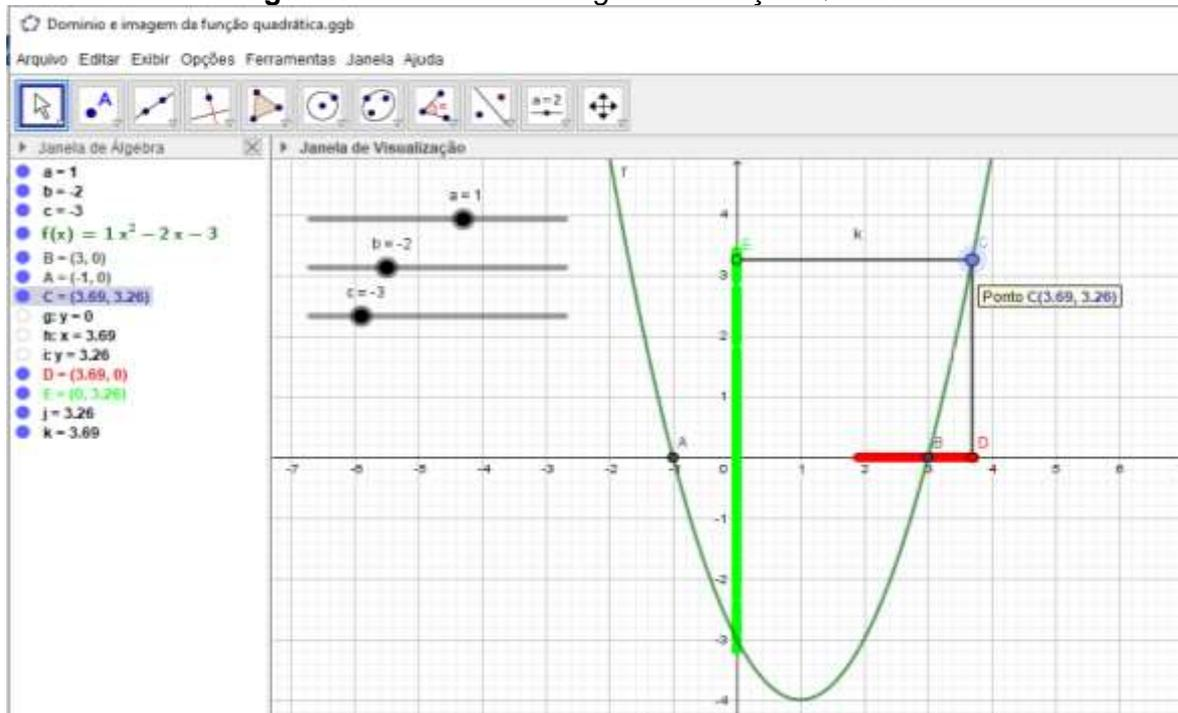 Dominio e imagem da função quadrática.ggb
Arquivo Editar Exibir Opções Ferramentas Janela Ajuda
A
a=2
Janela de Álgebra
Janela de Visualização
a = 1
b = -2
c = -3
f(x) = 1 x² − 2 x − 3
B = (3, 0)
A = (-1, 0)
C = (3.69, 3.26)
g: y = 0
h: x = 3.69
i: y = 3.26
D = (3.69, 0)
E = (0, 3.26)
j = 3.26
k = 3.69
a = 1
b = -2
c = -3
f
k
E
C
Ponto C(3.69, 3.26)
A
B
D
-7 -6 -5 -4 -3 -2 -1 0 1 2 3 4 5 6
4
3
2
1
-1
-2
-3
-4